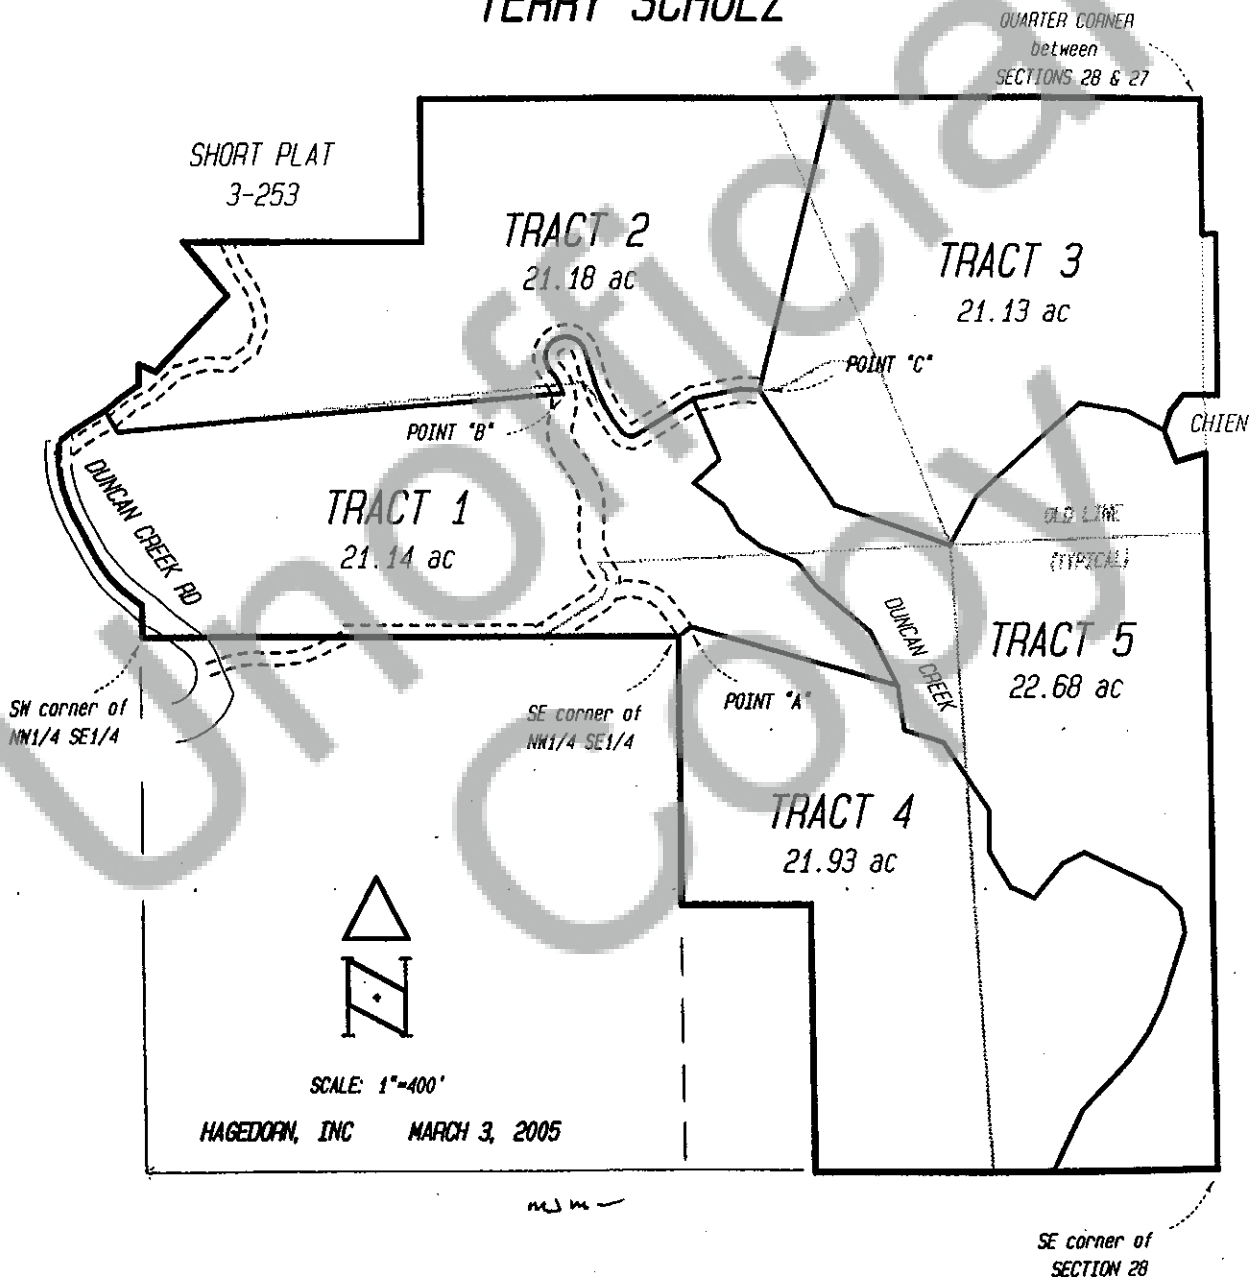 TERRY SCHOLZ
QUARTER CORNER
between
SECTIONS 28 & 27
SHORT PLAT
3-253
TRACT 2
21.18 ac
TRACT 3
21.13 ac
POINT "C"
POINT "B"
CHIEN
DUNCAN CREEK RD
TRACT 1
21.14 ac
OLD LINE
(TYPICAL)
DUNCAN CREEK
TRACT 5
22.68 ac
SW corner of
NW1/4 SE1/4
SE corner of
NW1/4 SE1/4
POINT "A"
TRACT 4
21.93 ac
N
SCALE: 1"=400'
HAGEDORN, INC MARCH 3, 2005
SE corner of
SECTION 28
Unofficial
Copy